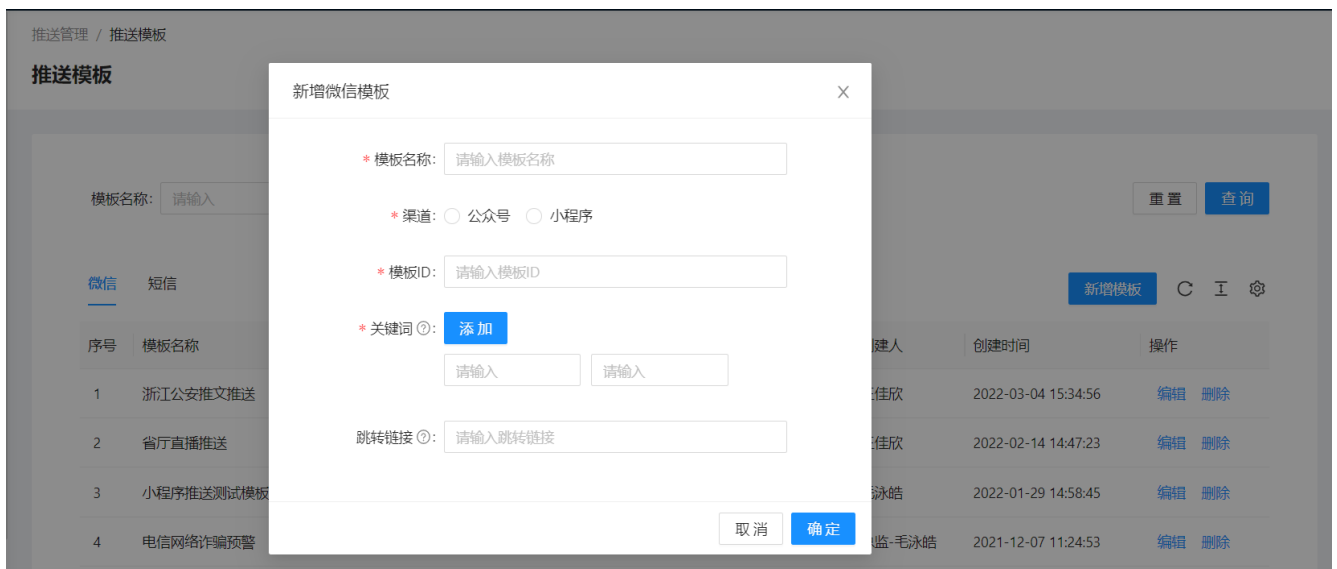 推送管理 / 推送模板
推送模板
新增微信模板
* 模板名称: 请输入模板名称
模板名称: 请输入
重置 查询
* 渠道: 公众号 小程序
* 模板ID: 请输入模板ID
微信 短信
新增模板
* 关键词 ?: 添加
请输入 请输入
序号 模板名称 建人 创建时间 操作
1 浙江公安推文推送 佳欣 2022-03-04 15:34:56 编辑 删除
跳转链接 ?: 请输入跳转链接
2 省厅直播推送 佳欣 2022-02-14 14:47:23 编辑 删除
3 小程序推送测试模板 泳皓 2022-01-29 14:58:45 编辑 删除
取消 确定
4 电信网络诈骗预警 监-毛泳皓 2021-12-07 11:24:53 编辑 删除